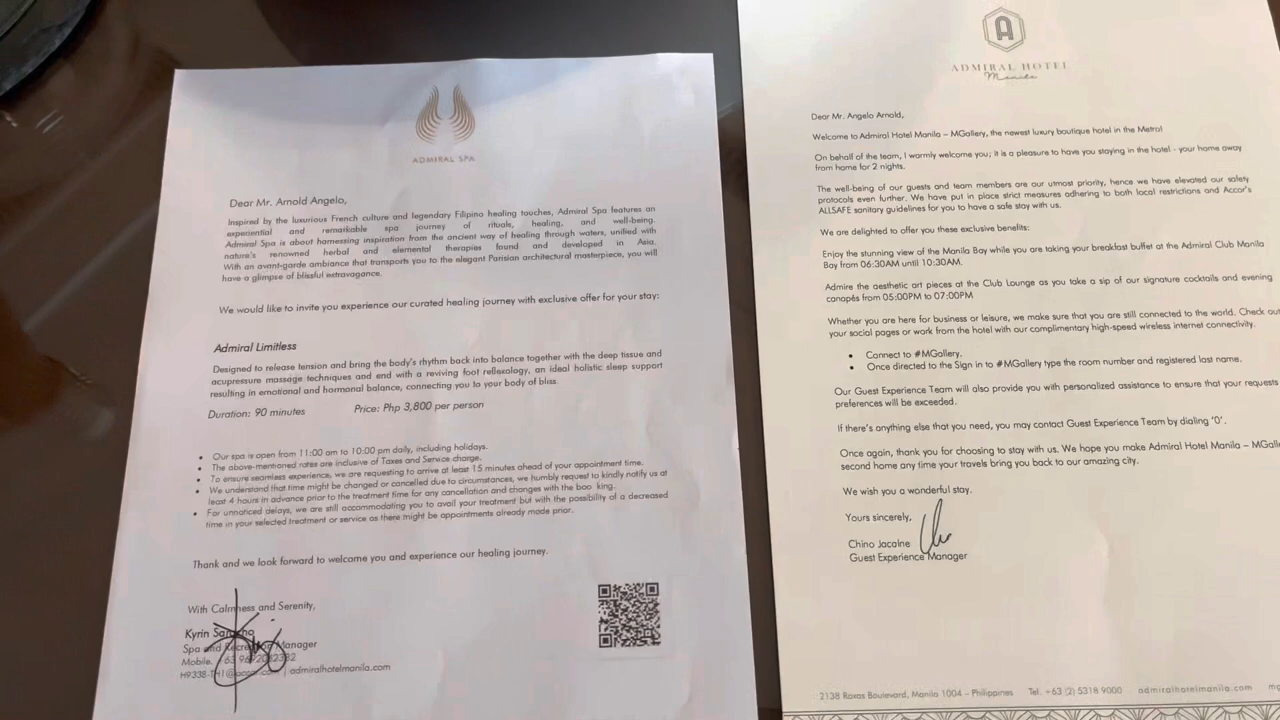 ADMIRAL SPA
Dear Mr. Arnold Angelo,
Inspired by the luxurious French culture and legendary Filipino healing touches, Admiral Spa features an
experiential and remarkable spa journey of rituals, healing, and well-being.
Admiral Spa is about harnessing inspiration from the ancient way of healing through waters, unified with
nature's renowned herbal and elemental therapies found and developed in Asia.
With an avant-garde ambiance that transports you to the elegant Parisian architectural masterpiece, you will
have a glimpse of blissful extravagance.
We would like to invite you experience our curated healing journey with exclusive offer for your stay:
Admiral Limitless
Designed to release tension and bring the body's rhythm back into balance together with the deep tissue and
acupressure massage techniques and end with a reviving foot reflexology, an ideal holistic sleep support
resulting in emotional and hormonal balance, connecting you to your body of bliss.
Duration: 90 minutes Price: Php 3,800 per person
• Our spa is open from 11:00 am to 10:00 pm daily, including holidays.
• The above-mentioned rates are inclusive of Taxes and Service charge.
• To ensure seamless experience, we are requesting to arrive at least 15 minutes ahead of your appointment time.
• We understand that time might be changed or cancelled due to circumstances, we humbly request to kindly notify us at
least 4 hours in advance prior to the treatment time for any cancellation and changes with the boo king.
• For unnoticed delays, we are still accommodating you to avail your treatment but with the possibility of a decreased
time in your selected treatment or service as there might be appointments already made prior.
Thank and we look forward to welcome you and experience our healing journey.
With Calmness and Serenity,
Kyrin
Spa and Recreation Manager
Mobile.
| admiralhotelmanila.com
A
ADMIRAL HOTEL
Manila
Dear Mr. Angelo Arnold,
Welcome to Admiral Hotel Manila – MGallery, the newest luxury boutique hotel in the Metro!
On behalf of the team, I warmly welcome you; it is a pleasure to have you staying in the hotel - your home away
from home for 2 nights.
The well-being of our guests and team members are our utmost priority, hence we have elevated our safety
protocols even further. We have put in place strict measures adhering to both local restrictions and Accor's
ALLSAFE sanitary guidelines for you to have a safe stay with us.
We are delighted to offer you these exclusive benefits:
Enjoy the stunning view of the Manila Bay while you are taking your breakfast buffet at the Admiral Club Manila
Bay from 06:30AM until 10:30AM.
Admire the aesthetic art pieces at the Club Lounge as you take a sip of our signature cocktails and evening
canapés from 05:00PM to 07:00PM
Whether you are here for business or leisure, we make sure that you are still connected to the world. Check out
your social pages or work from the hotel with our complimentary high-speed wireless internet connectivity.
• Connect to #MGallery.
• Once directed to the Sign in to #MGallery type the room number and registered last name.
Our Guest Experience Team will also provide you with personalized assistance to ensure that your requests
preferences will be exceeded.
If there's anything else that you need, you may contact Guest Experience Team by dialing '0'.
Once again, thank you for choosing to stay with us. We hope you make Admiral Hotel Manila – MGall
second home any time your travels bring you back to our amazing city.
We wish you a wonderful stay.
Yours sincerely,
Chino Jacalne
Guest Experience Manager
2138 Roxas Boulevard, Manila 1004 – Philippines Tel. +63 (2) 5318 9000 admiralhotelmanila.com